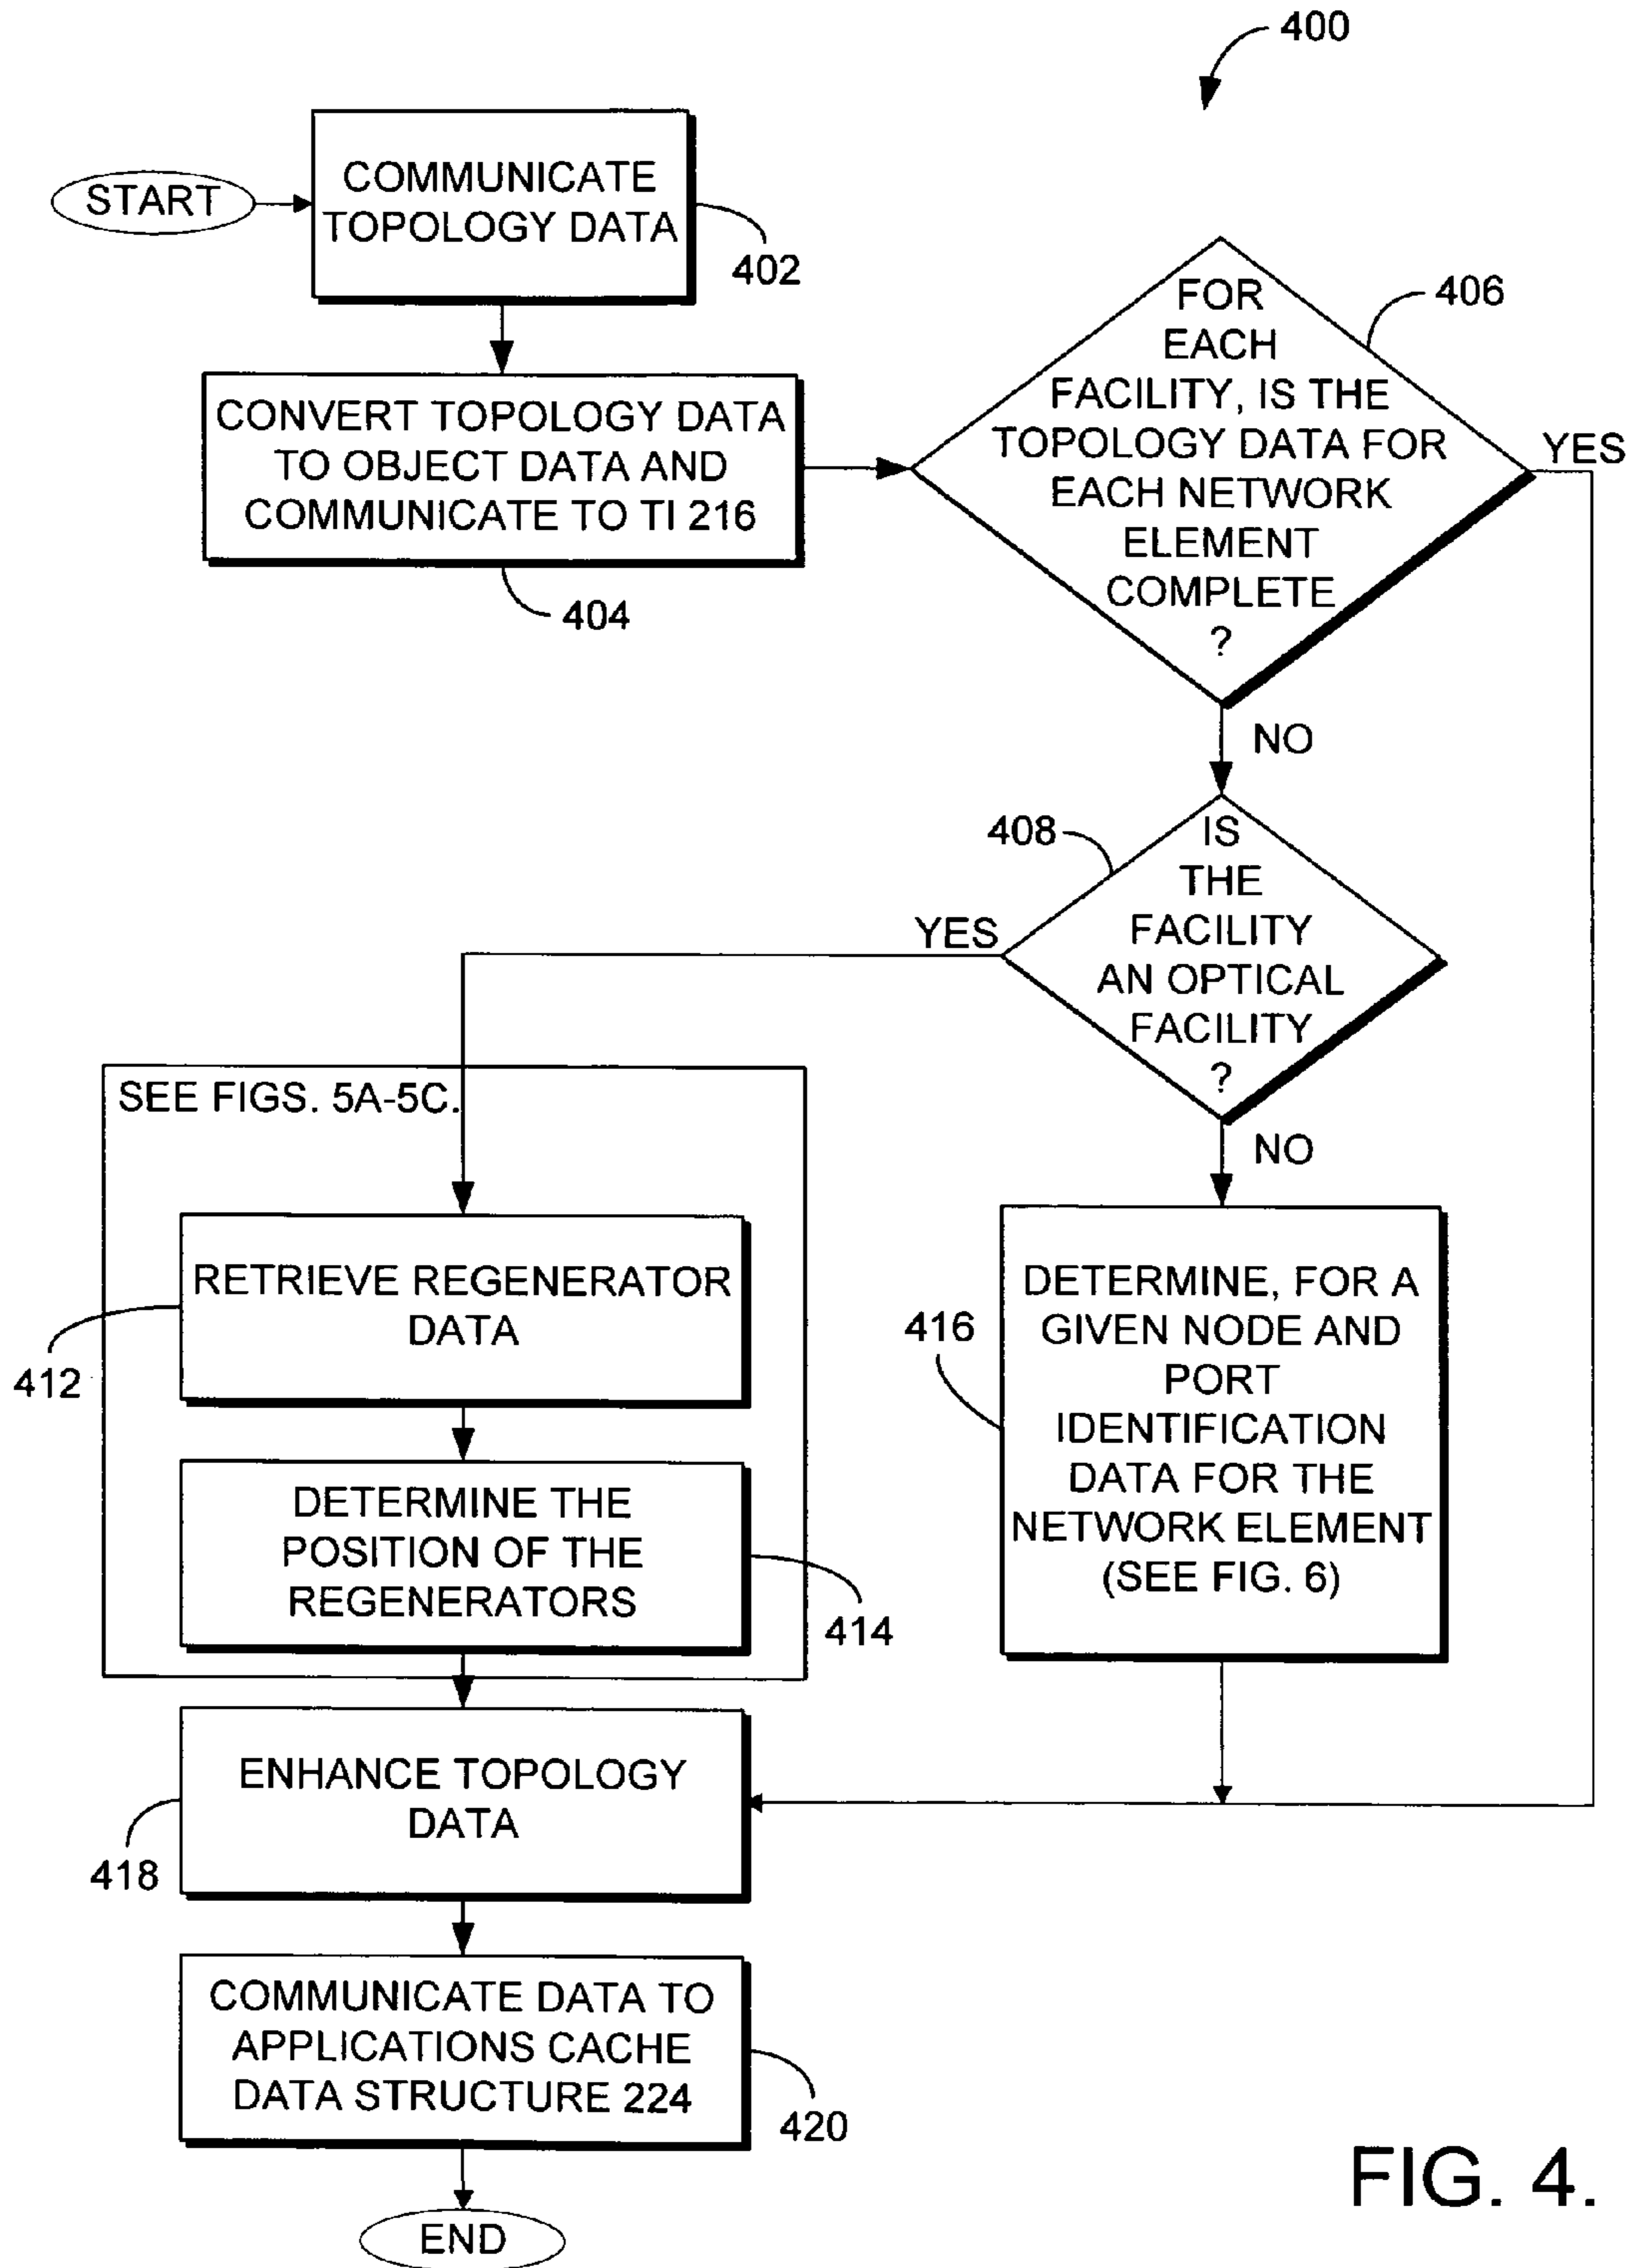 400
START
COMMUNICATE
TOPOLOGY DATA
402
CONVERT TOPOLOGY DATA
TO OBJECT DATA AND
COMMUNICATE TO TI 216
404
FOR
EACH
FACILITY, IS THE
TOPOLOGY DATA FOR
EACH NETWORK
ELEMENT
COMPLETE
?
406
YES
NO
408
IS
THE
FACILITY
AN OPTICAL
FACILITY
?
YES
NO
SEE FIGS. 5A-5C.
RETRIEVE REGENERATOR
DATA
412
DETERMINE THE
POSITION OF THE
REGENERATORS
414
416
DETERMINE, FOR A
GIVEN NODE AND
PORT
IDENTIFICATION
DATA FOR THE
NETWORK ELEMENT
(SEE FIG. 6)
ENHANCE TOPOLOGY
DATA
418
COMMUNICATE DATA TO
APPLICATIONS CACHE
DATA STRUCTURE 224
420
END
FIG. 4.